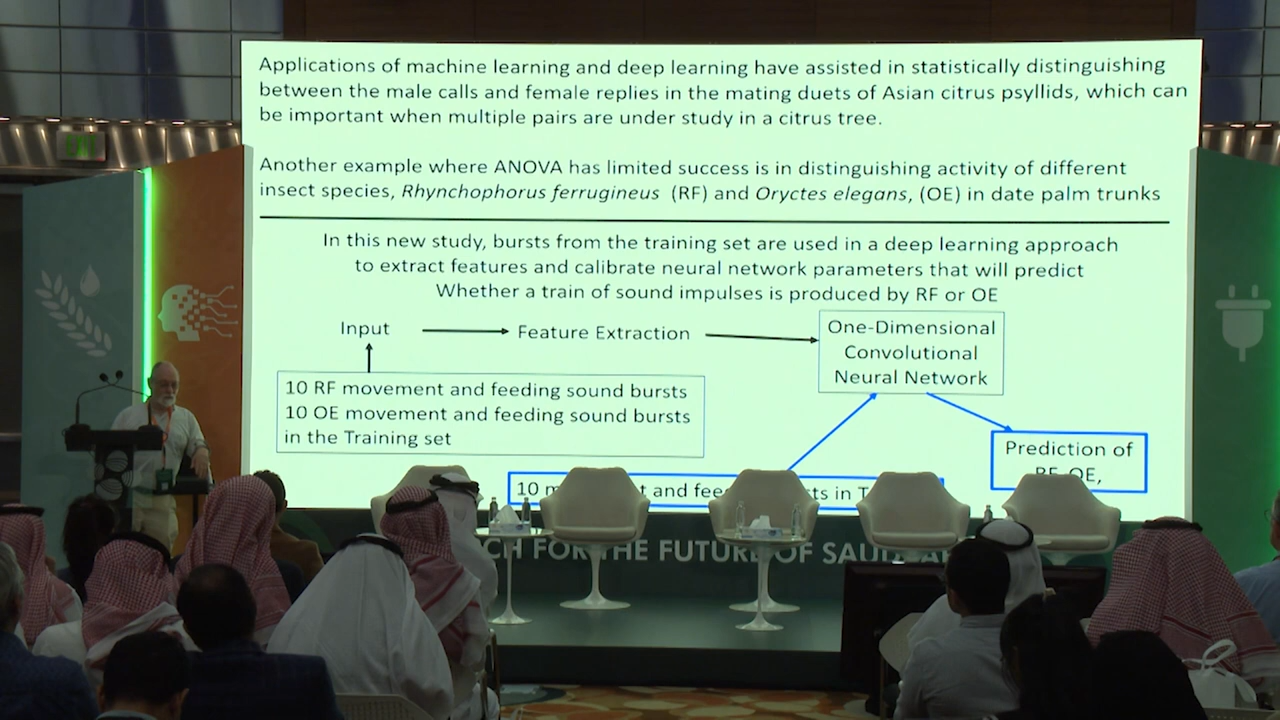 Applications of machine learning and deep learning have assisted in statistically distinguishing
between the male calls and female replies in the mating duets of Asian citrus psyllids, which can
be important when multiple pairs are under study in a citrus tree.
Another example where ANOVA has limited success is in distinguishing activity of different
insect species, Rhynchophorus ferrugineus (RF) and Oryctes elegans, (OE) in date palm trunks
In this new study, bursts from the training set are used in a deep learning approach
to extract features and calibrate neural network parameters that will predict
Whether a train of sound impulses is produced by RF or OE
Input
Feature Extraction
One-Dimensional
Convolutional
Neural Network
10 RF movement and feeding sound bursts
10 OE movement and feeding sound bursts
in the Training set
Prediction of
RF, OE,
10 and in
FOR THE FUTURE OF
EXIT